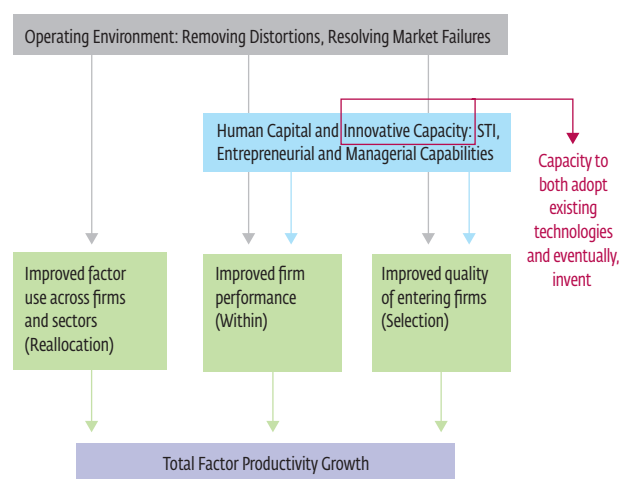 Operating Environment: Removing Distortions, Resolving Market Failures
Human Capital and Innovative Capacity: STI,
Entrepreneurial and Managerial Capabilities
Capacity to
both adopt
existing
technologies
and eventually,
invent
Improved factor
use across firms
and sectors
(Reallocation)
Improved firm
performance
(Within)
Improved quality
of entering firms
(Selection)
Total Factor Productivity Growth